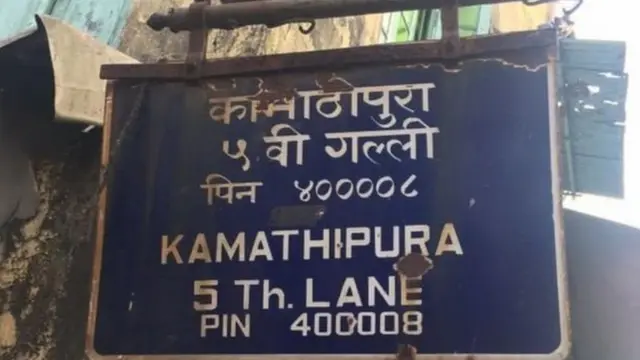 कामाठीपुरा
५ वी गल्ली
पिन ४००००८
KAMATHIPURA
5 Th. LANE
PIN 400008